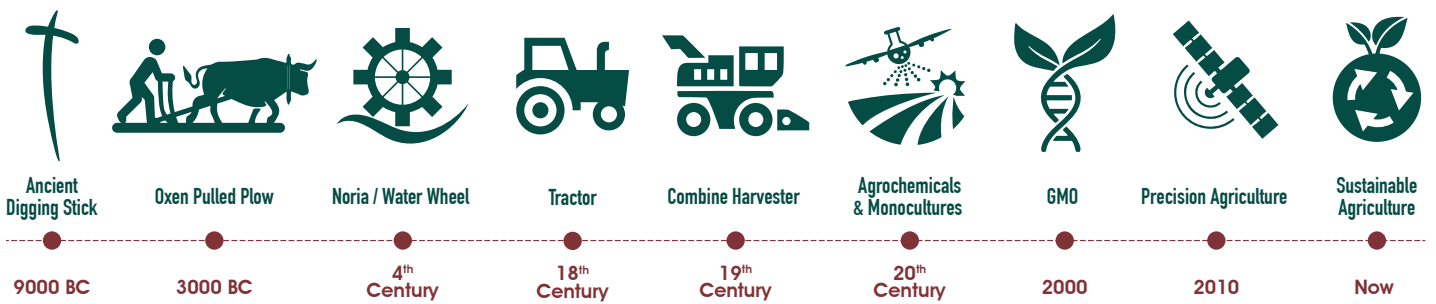 Ancient
Digging Stick
Oxen Pulled Plow
Noria / Water Wheel
Tractor
Combine Harvester
Agrochemicals
& Monocultures
GMO
Precision Agriculture
Sustainable
Agriculture
9000 BC
3000 BC
4th
Century
18th
Century
19th
Century
20th
Century
2000
2010
Now